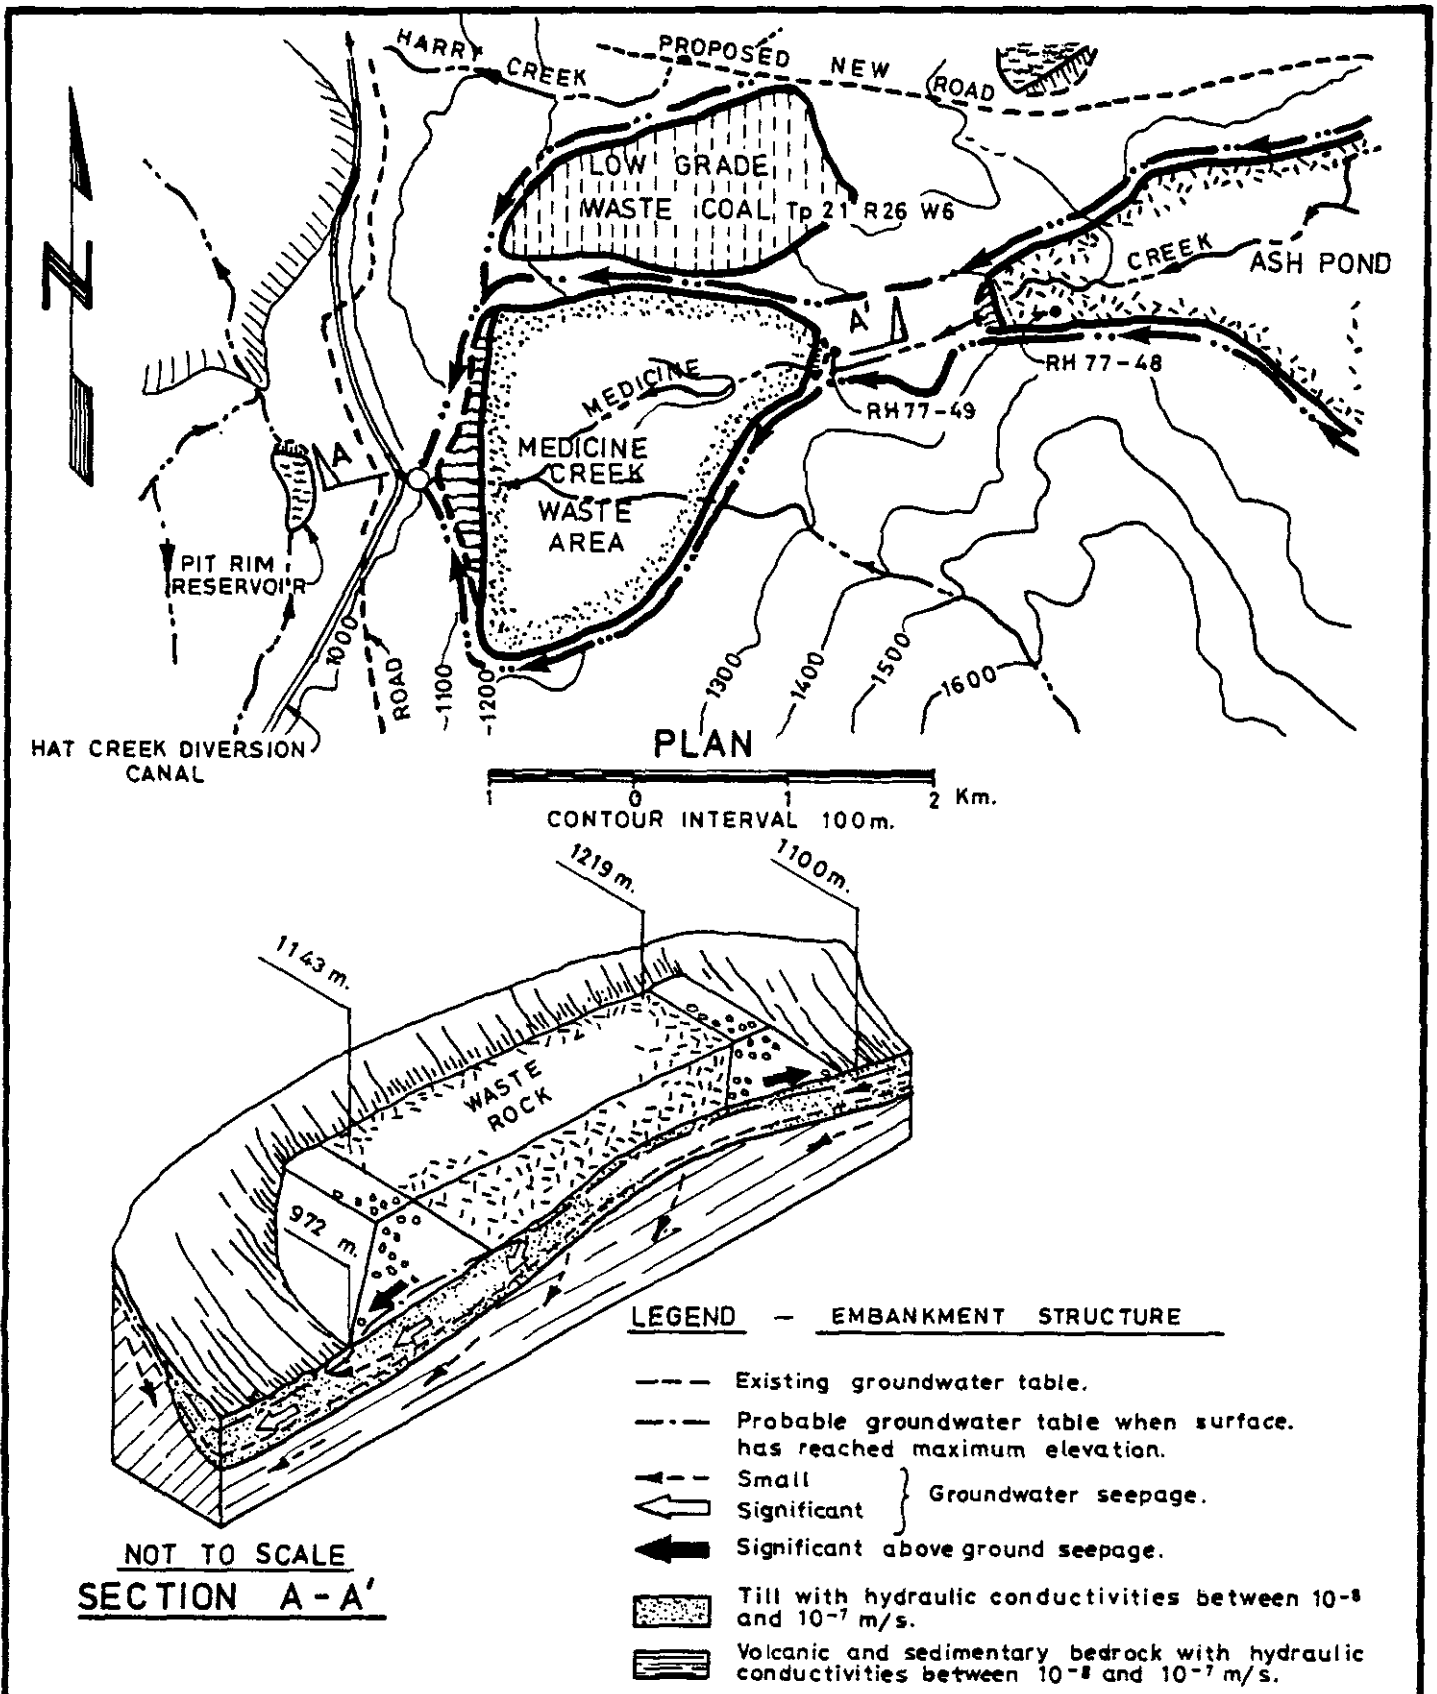 HARRY CREEK
PROPOSED NEW ROAD
LOW GRADE
WASTE COAL
Tp 21 R26 W6
CREEK
ASH POND
N
A'
RH 77-48
RH 77-49
MEDICINE
MEDICINE
CREEK
WASTE
AREA
A
PIT RIM
RESERVOIR
1000
ROAD
1100
1200
1300
1400
1500
1600
HAT CREEK DIVERSION
CANAL
PLAN
1 0 1 2 Km.
CONTOUR INTERVAL 100m.
1219 m.
1100m.
1143 m.
WASTE
ROCK
972 m.
LEGEND - EMBANKMENT STRUCTURE
Existing groundwater table.
Probable groundwater table when surface.
has reached maximum elevation.
Small
Significant
Groundwater seepage.
Significant above ground seepage.
Till with hydraulic conductivities between 10⁻⁸
and 10⁻⁷ m/s.
Volcanic and sedimentary bedrock with hydraulic
conductivities between 10⁻⁸ and 10⁻⁷ m/s.
NOT TO SCALE
SECTION A-A'